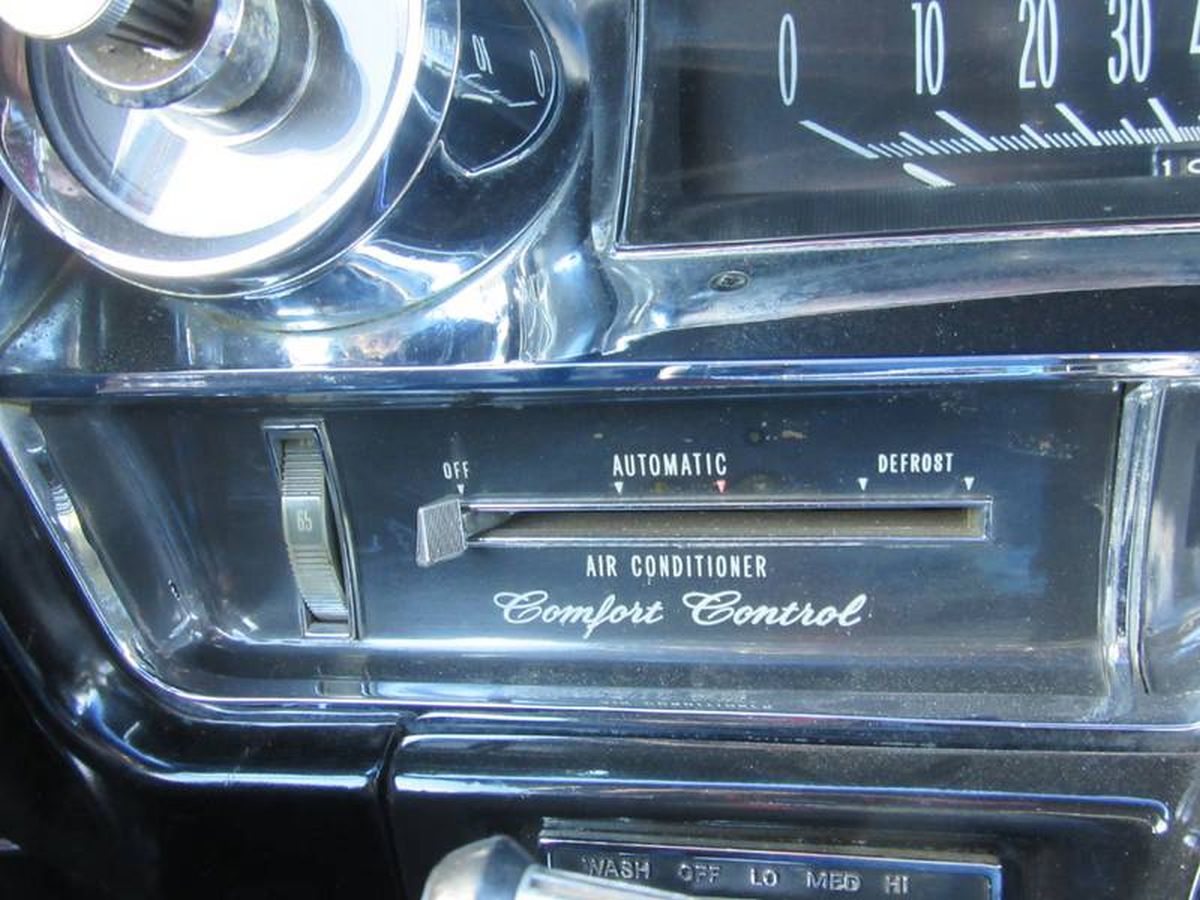 0 10 20 30
OFF AUTOMATIC DEFROST
65
AIR CONDITIONER
Comfort Control
WASH OFF LO MED HI